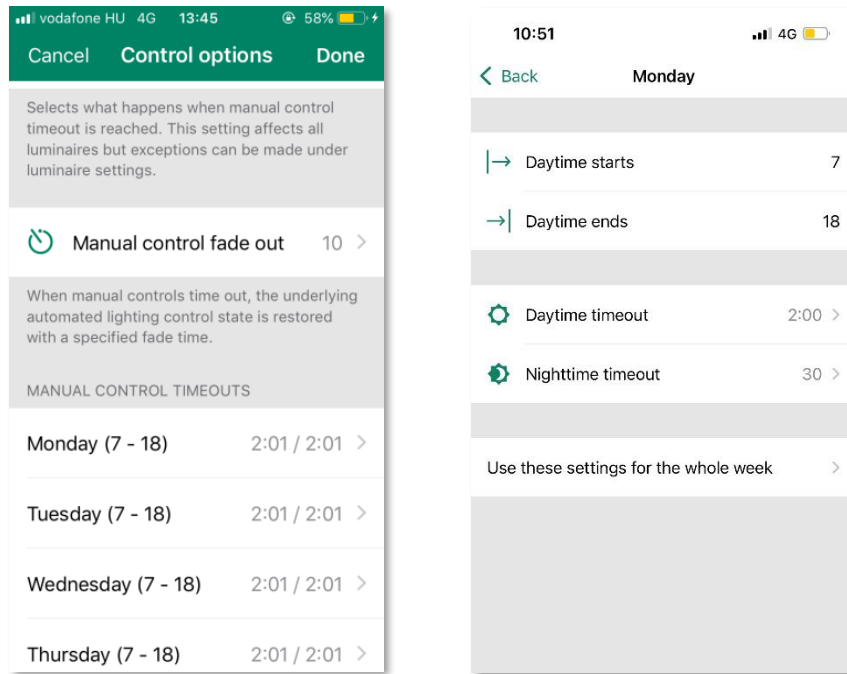 vodafone HU 4G 13:45 58%
Cancel Control options Done
Selects what happens when manual control
timeout is reached. This setting affects all
luminaires but exceptions can be made under
luminaire settings.
Manual control fade out 10
When manual controls time out, the underlying
automated lighting control state is restored
with a specified fade time.
MANUAL CONTROL TIMEOUTS
Monday (7 - 18) 2:01 / 2:01
Tuesday (7 - 18) 2:01 / 2:01
Wednesday (7 - 18) 2:01 / 2:01
Thursday (7 - 18) 2:01 / 2:01
10:51 4G
Back Monday
Daytime starts 7
Daytime ends 18
Daytime timeout 2:00
Nighttime timeout 30
Use these settings for the whole week